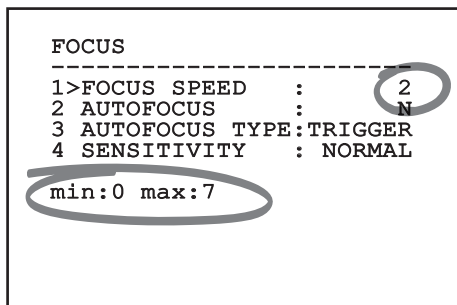 FOCUS
--------------------------
1>FOCUS SPEED : 2
2 AUTOFOCUS : N
3 AUTOFOCUS TYPE:TRIGGER
4 SENSITIVITY : NORMAL
min:0 max:7